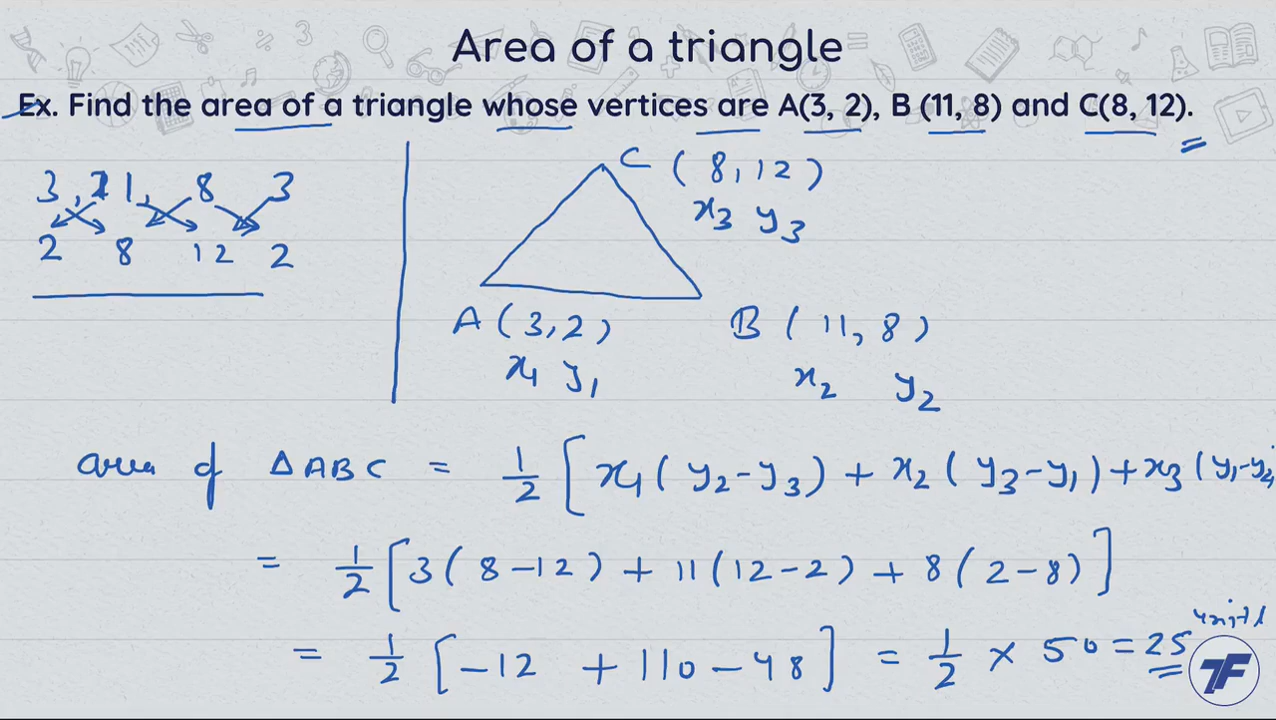 Area of a triangle
Ex. Find the area of a triangle whose vertices are A(3, 2), B (11, 8) and C(8, 12).
3, 11, 8 3
2 8 12 2
C (8, 12)
x3 y3
A (3, 2) B (11, 8)
x1 y1 x2 y2
area of ΔABC = 1/2 [x1(y2-y3) + x2(y3-y1) + x3(y1-y2)
= 1/2 [3(8-12) + 11(12-2) + 8(2-8)]
= 1/2 [-12 + 110 - 48] = 1/2 × 50 = 25 units
7F